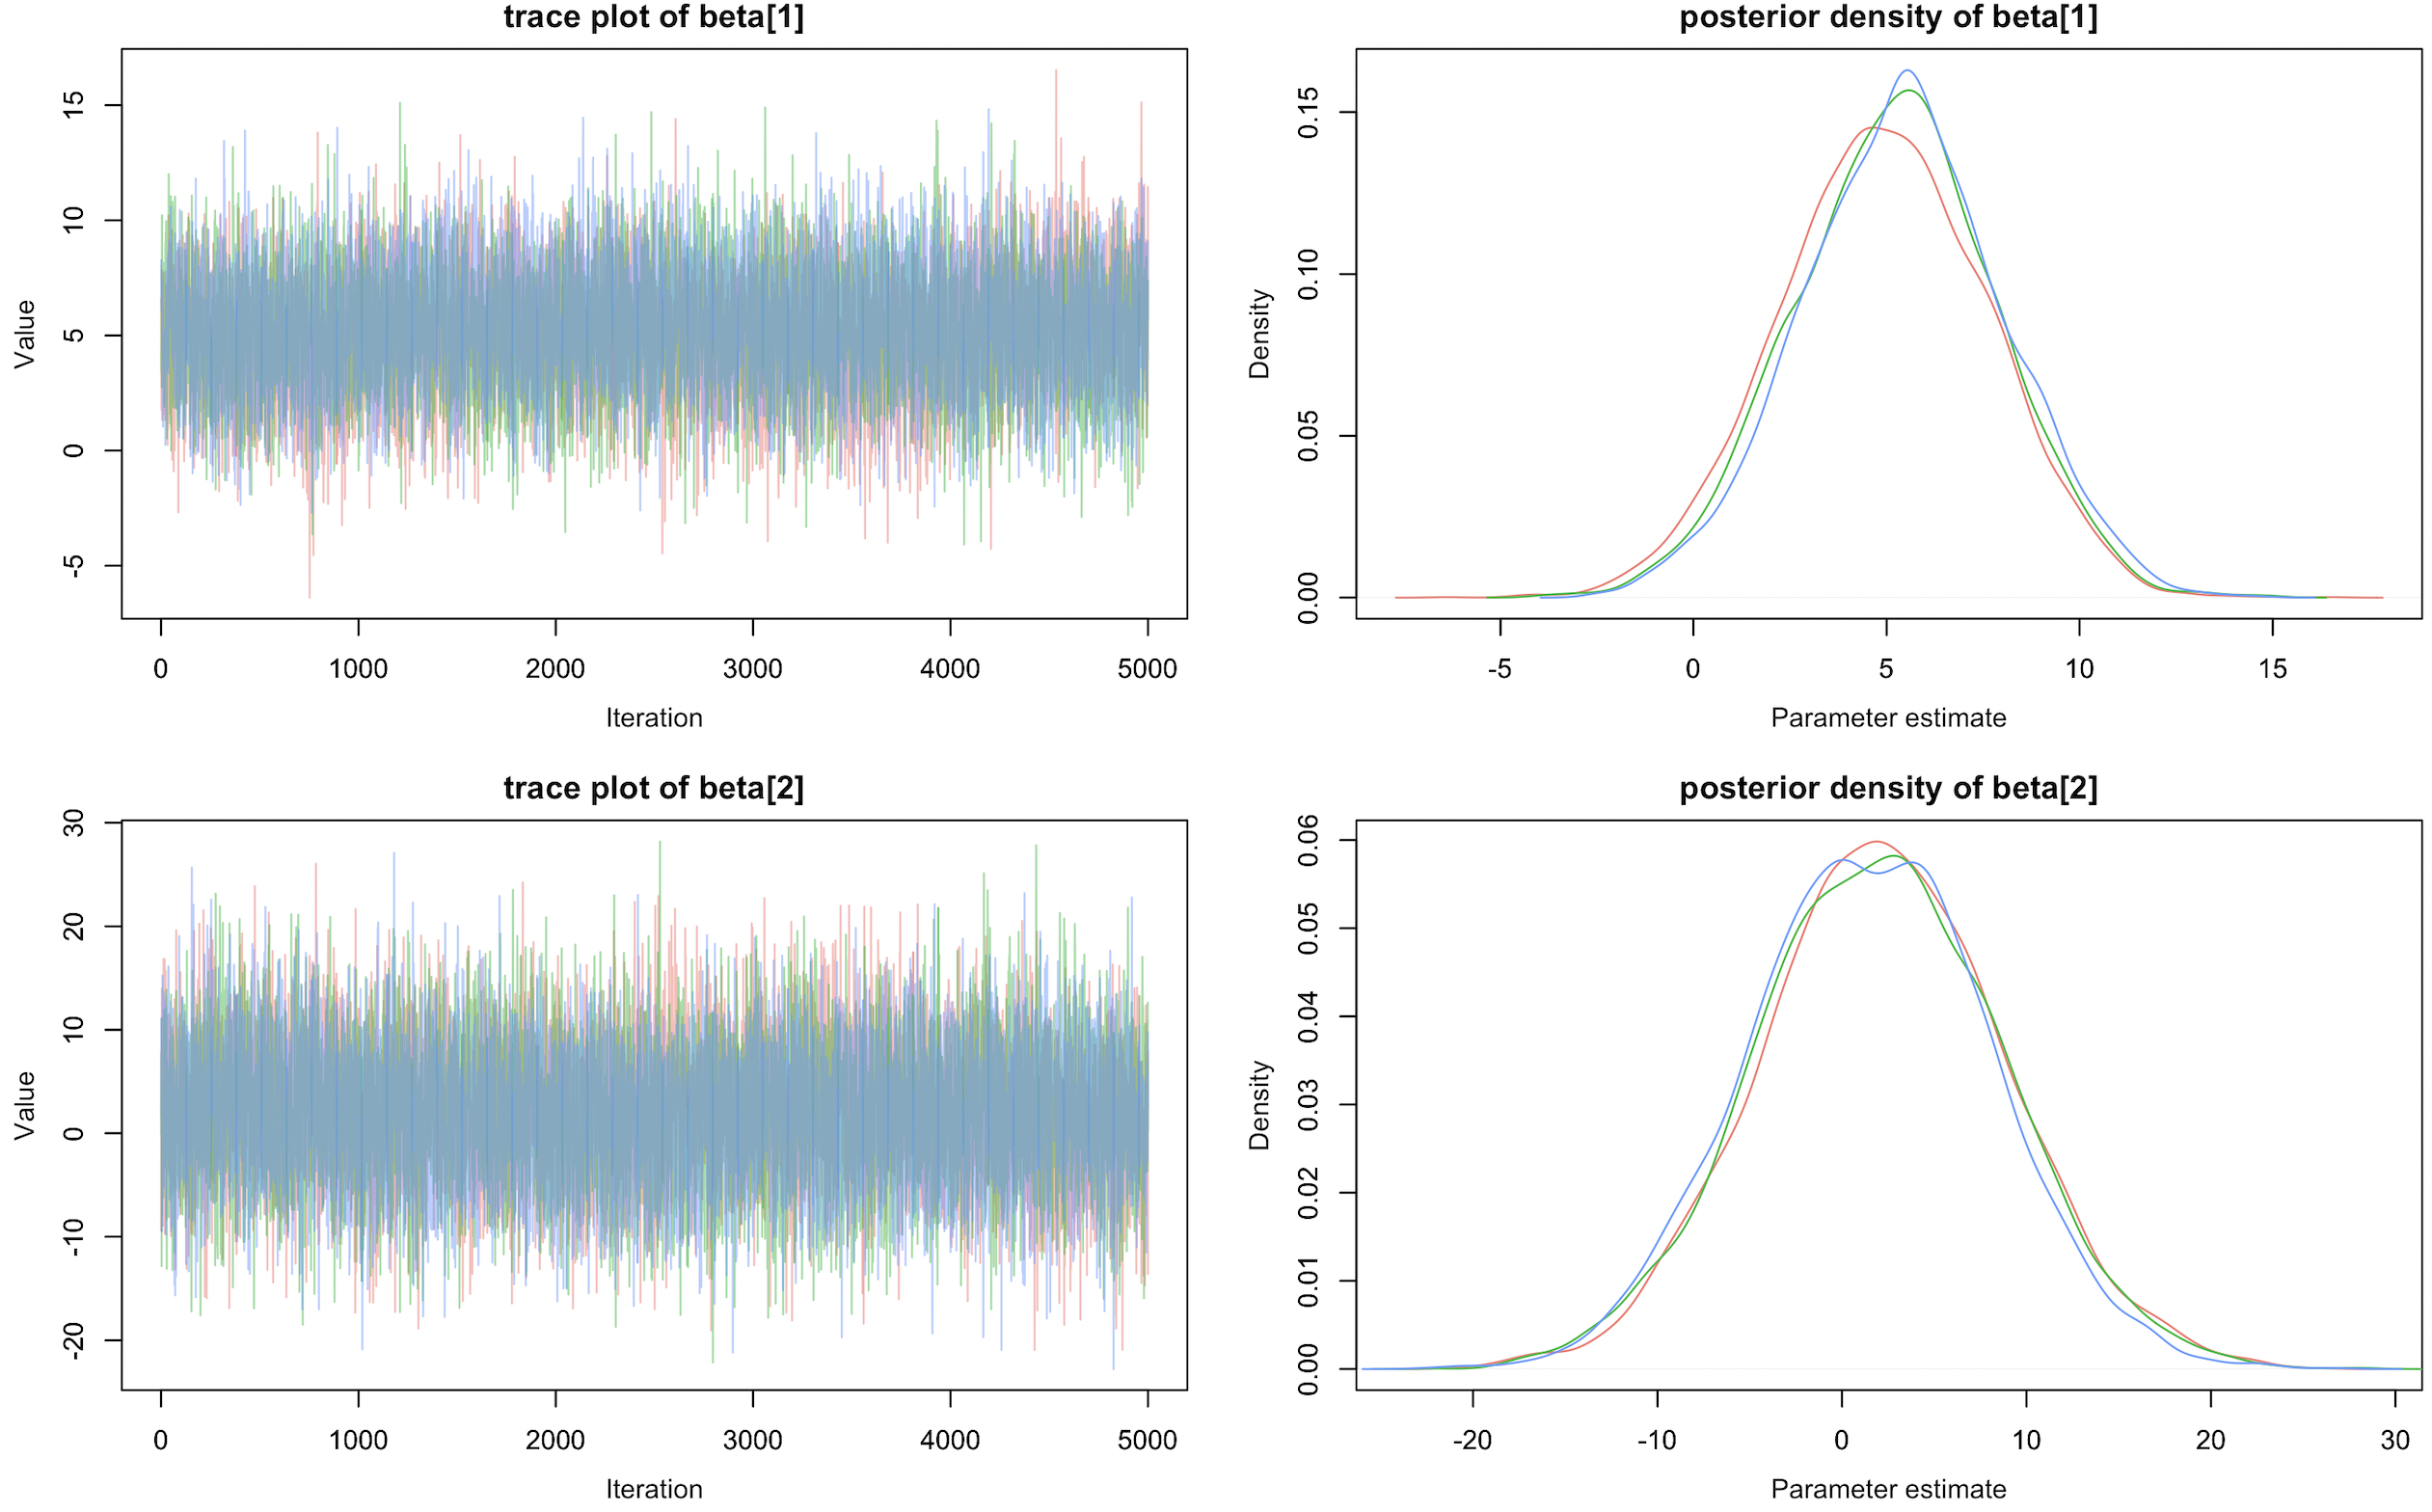 trace plot of beta[1]
Value
15
10
5
0
-5
0 1000 2000 3000 4000 5000
Iteration
posterior density of beta[1]
Density
0.15
0.10
0.05
0.00
-5 0 5 10 15
Parameter estimate
trace plot of beta[2]
Value
30
20
10
0
-10
-20
0 1000 2000 3000 4000 5000
Iteration
posterior density of beta[2]
Density
0.06
0.05
0.04
0.03
0.02
0.01
0.00
-20 -10 0 10 20 30
Parameter estimate